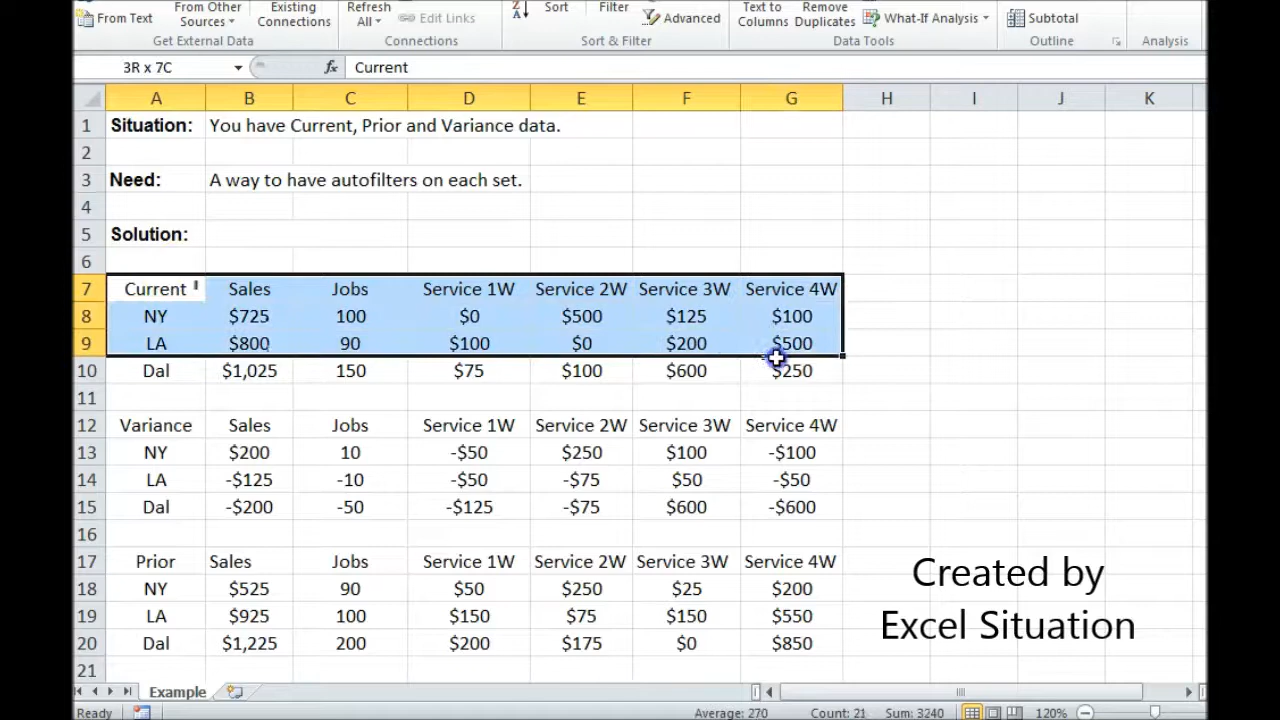 From Text
From Other Sources
Existing Connections
Refresh All
Edit Links
Sort
Filter
Advanced
Text to Columns
Remove Duplicates
What-If Analysis
Subtotal
Get External Data
Connections
Sort & Filter
Data Tools
Outline
Analysis
3R x 7C fx Current
A B C D E F G H I J K
1 Situation: You have Current, Prior and Variance data.
2
3 Need: A way to have autofilters on each set.
4
5 Solution:
6
7 Current Sales Jobs Service 1W Service 2W Service 3W Service 4W
8 NY $725 100 $0 $500 $125 $100
9 LA $800 90 $100 $0 $200 $500
10 Dal $1,025 150 $75 $100 $600 $250
11
12 Variance Sales Jobs Service 1W Service 2W Service 3W Service 4W
13 NY $200 10 -$50 $250 $100 -$100
14 LA -$125 -10 -$50 -$75 $50 -$50
15 Dal -$200 -50 -$125 -$75 $600 -$600
16
17 Prior Sales Jobs Service 1W Service 2W Service 3W Service 4W
18 NY $525 90 $50 $250 $25 $200
19 LA $925 100 $150 $75 $150 $550
20 Dal $1,225 200 $200 $175 $0 $850
21
Created by
Excel Situation
Example
Ready Average: 270 Count: 21 Sum: 3240 120%